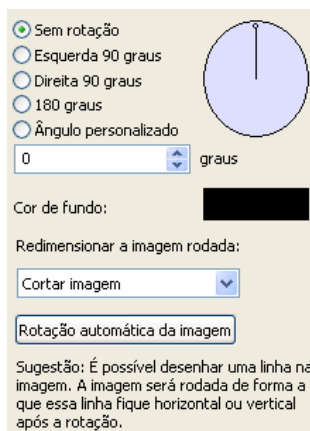 Sem rotação
Esquerda 90 graus
Direita 90 graus
180 graus
Ângulo personalizado
0 graus
Cor de fundo:
Redimensionar a imagem rodada:
Cortar imagem
Rotação automática da imagem
Sugestão: É possível desenhar uma linha na
imagem. A imagem será rodada de forma a
que essa linha fique horizontal ou vertical
após a rotação.